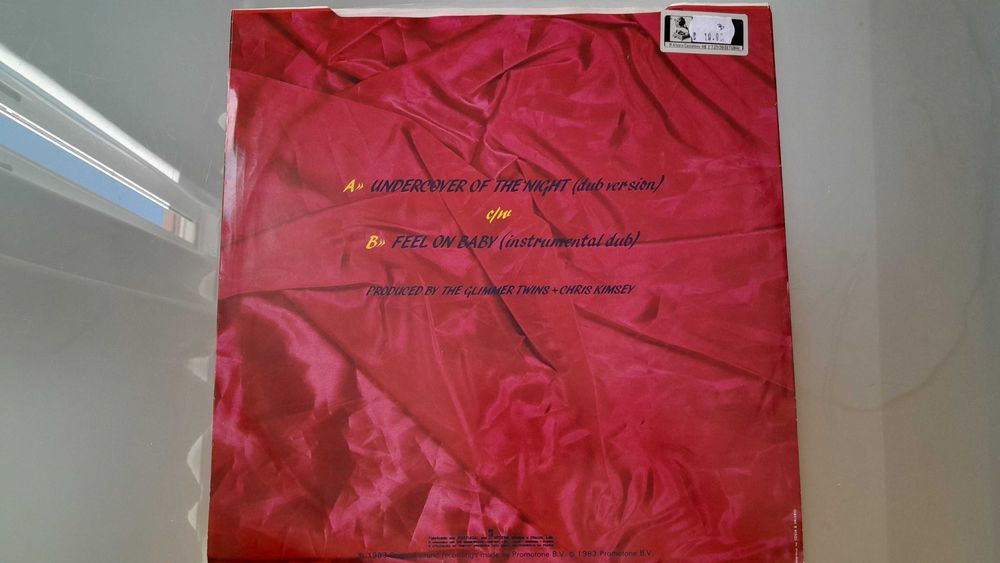 A» UNDERCOVER OF THE NIGHT (dub version)
c/w
B» FEEL ON BABY (instrumental dub)
PRODUCED BY THE GLIMMER TWINS + CHRIS KIMSEY
1983 Original sound recordings made by Promotone B.V. © 1983 Promotone B.V.